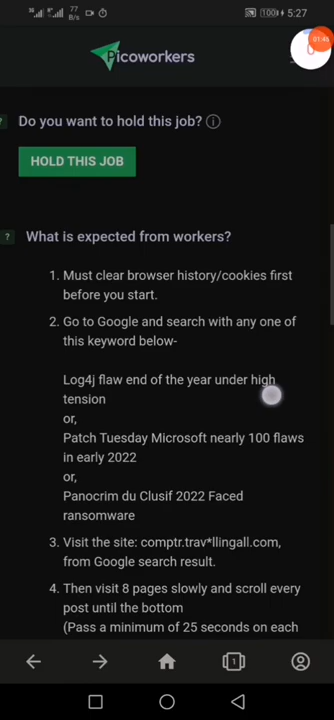 77
B/s
100
5:27
01:45
Picoworkers
Do you want to hold this job?
HOLD THIS JOB
? What is expected from workers?
1. Must clear browser history/cookies first
before you start.
2. Go to Google and search with any one of
this keyword below-
Log4j flaw end of the year under high
tension
or,
Patch Tuesday Microsoft nearly 100 flaws
in early 2022
or,
Panocrim du Clusif 2022 Faced
ransomware
3. Visit the site: comptr.trav*llingall.com,
from Google search result.
4. Then visit 8 pages slowly and scroll every
post until the bottom
(Pass a minimum of 25 seconds on each
1